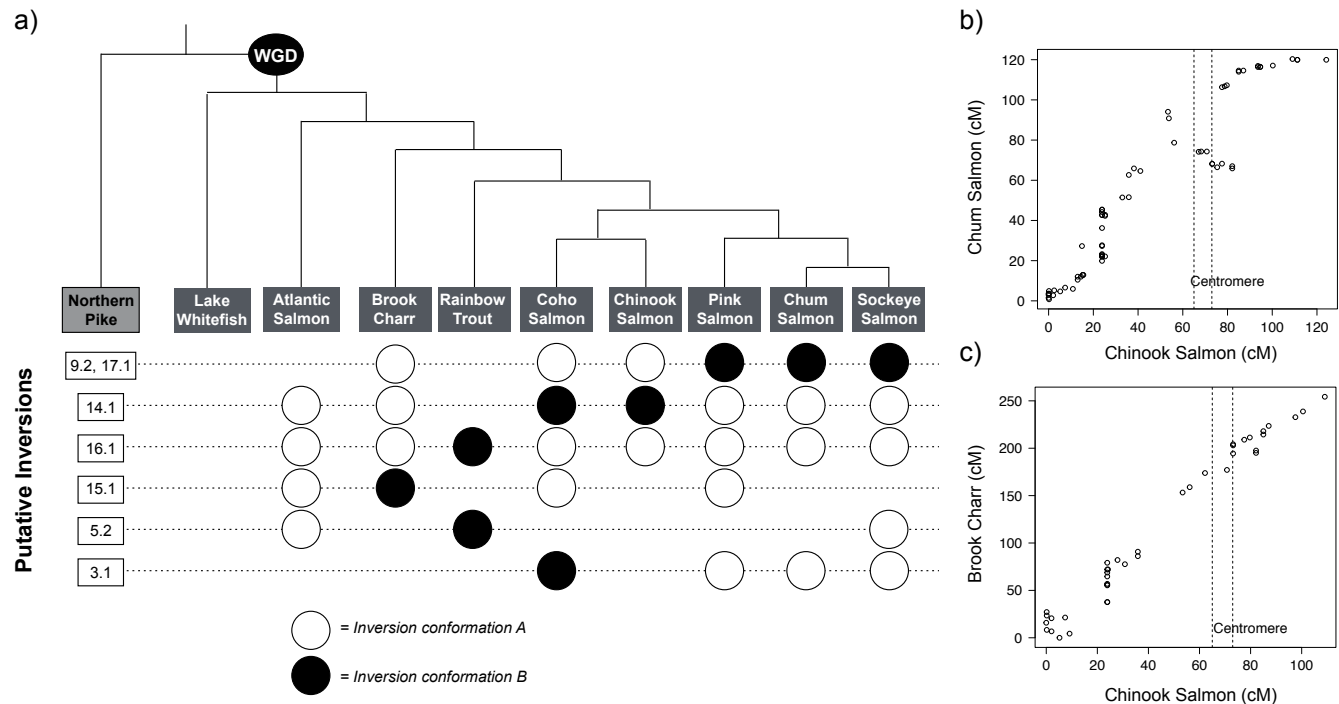 a)
WGD
Northern
Pike
Lake
Whitefish
Atlantic
Salmon
Brook
Charr
Rainbow
Trout
Coho
Salmon
Chinook
Salmon
Pink
Salmon
Chum
Salmon
Sockeye
Salmon
Putative Inversions
9.2, 17.1
14.1
16.1
15.1
5.2
3.1
= Inversion conformation A
= Inversion conformation B
b)
Chum Salmon (cM)
120
100
80
60
40
20
0
Centromere
0 20 40 60 80 100 120
Chinook Salmon (cM)
c)
Brook Charr (cM)
250
200
150
100
50
0
Centromere
0 20 40 60 80 100
Chinook Salmon (cM)